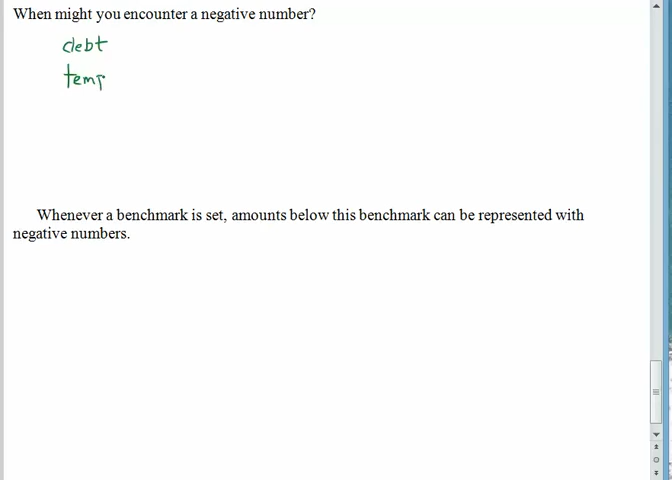 When might you encounter a negative number?
debt
temp
Whenever a benchmark is set, amounts below this benchmark can be represented with
negative numbers.